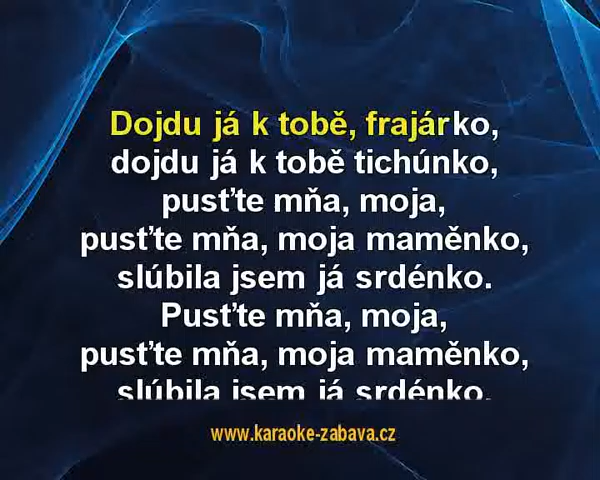 Dojdu já k tobě, frajárko,
dojdu já k tobě tichúnko,
pusťte mňa, moja,
pusťte mňa, moja maměnko,
slúbila jsem já srdénko.
Pusťte mňa, moja,
pusťte mňa, moja maměnko,
slúbila jsem já srdénko.
www.karaoke-zabava.cz